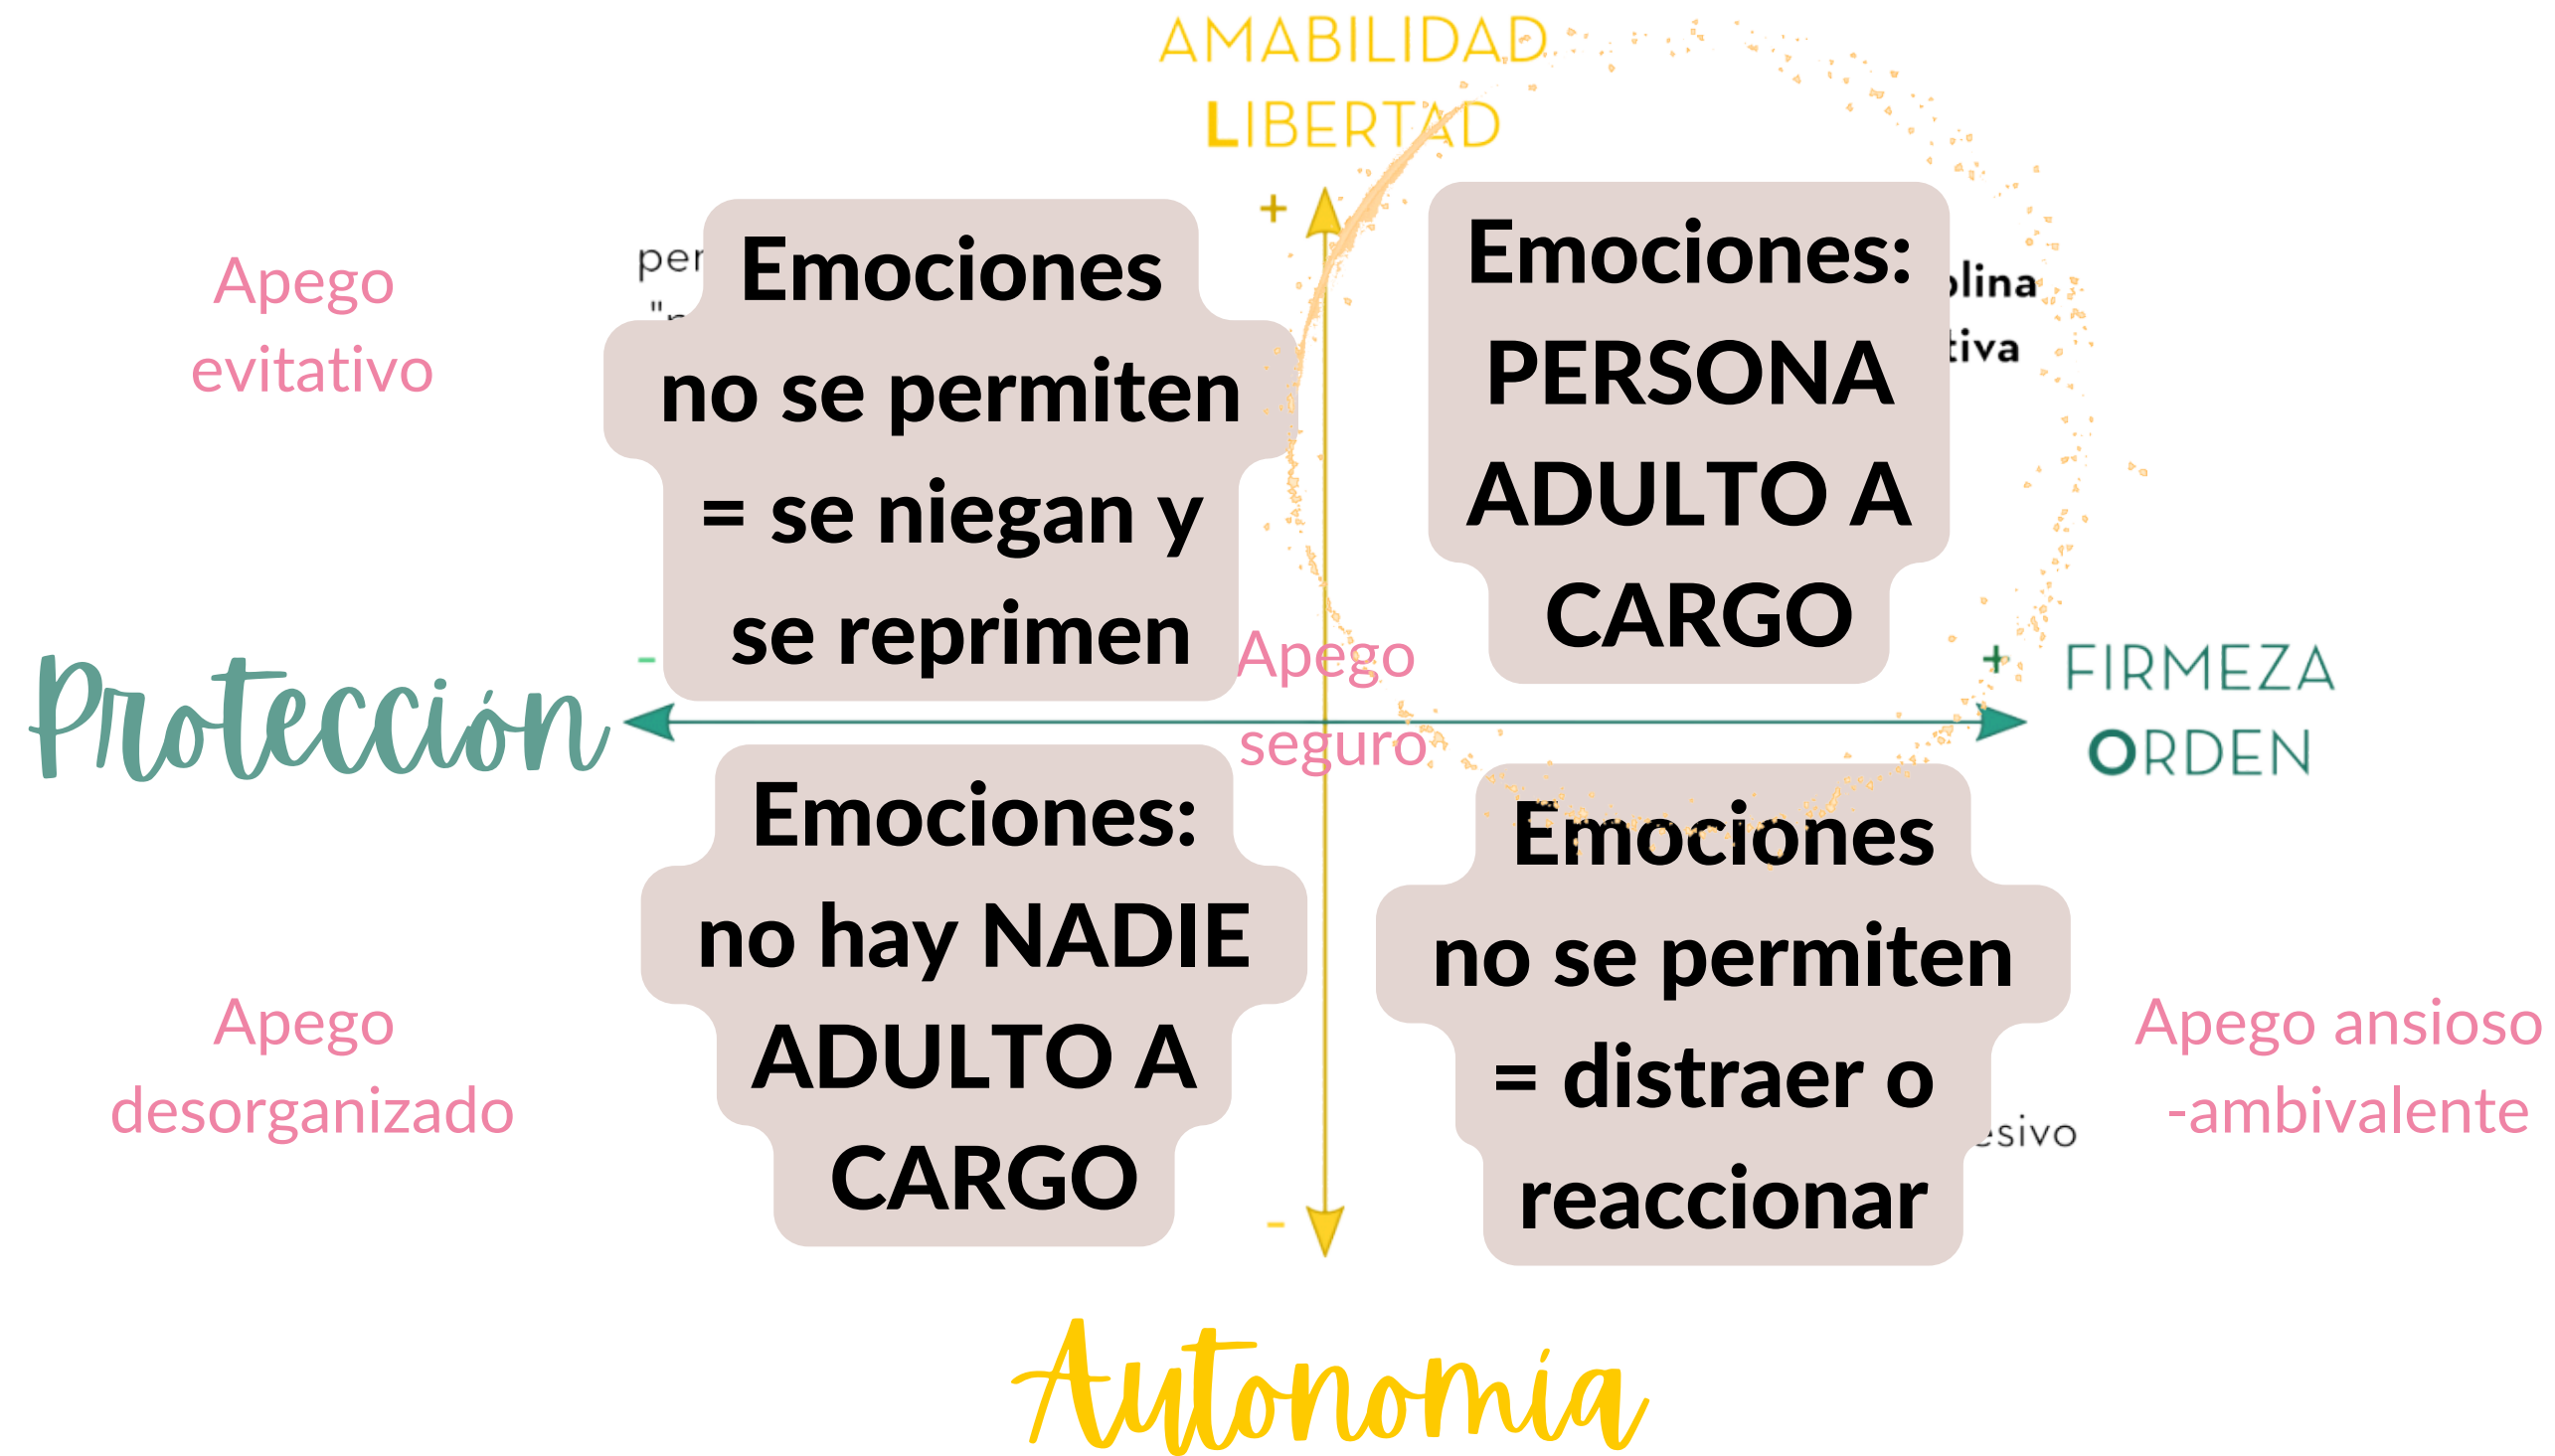 AMABILIDAD
LIBERTAD
+
Apego
evitativo
Emociones
no se permiten
= se niegan y
se reprimen
Emociones:
PERSONA
ADULTO A
CARGO
Apego
seguro
Protección
-
+
FIRMEZA
ORDEN
Emociones:
no hay NADIE
ADULTO A
CARGO
Emociones
no se permiten
= distraer o
reaccionar
Apego
desorganizado
Apego ansioso
-ambivalente
-
Autonomía